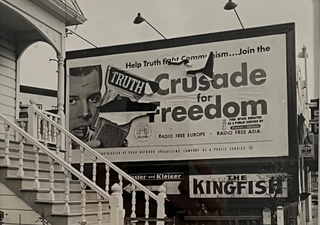 Help Truth fight Communism...Join the
TRUTH
Crusade
for
Freedom
RADIO FREE EUROPE · RADIO FREE ASIA
Foster and Kleiser
THE
KINGFISH